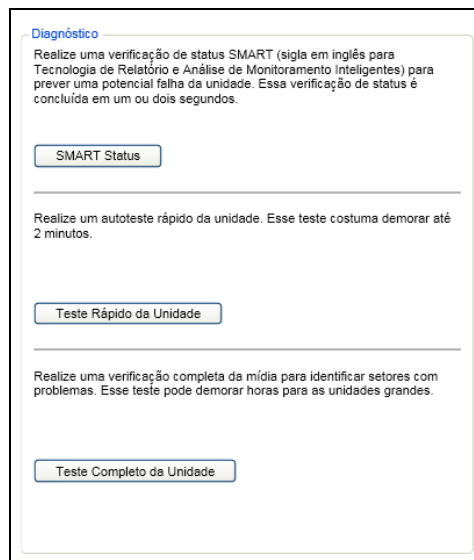 Diagnóstico
Realize uma verificação de status SMART (sigla em inglês para
Tecnologia de Relatório e Análise de Monitoramento Inteligentes) para
prever uma potencial falha da unidade. Essa verificação de status é
concluída em um ou dois segundos.
SMART Status
Realize um autoteste rápido da unidade. Esse teste costuma demorar até
2 minutos.
Teste Rápido da Unidade
Realize uma verificação completa da mídia para identificar setores com
problemas. Esse teste pode demorar horas para as unidades grandes.
Teste Completo da Unidade